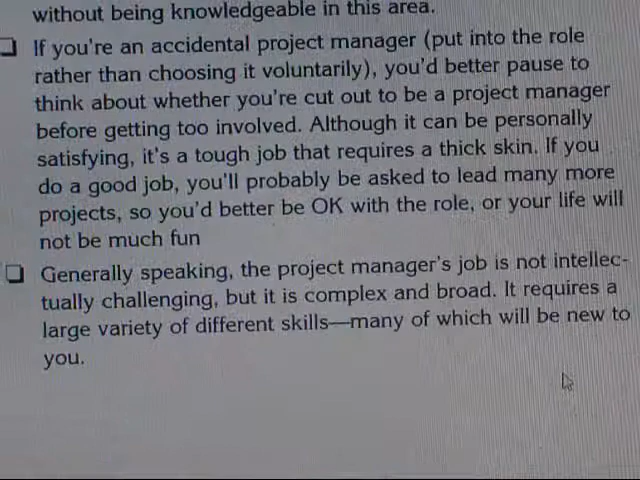 without being knowledgeable in this area.
❑ If you're an accidental project manager (put into the role
rather than choosing it voluntarily), you'd better pause to
think about whether you're cut out to be a project manager
before getting too involved. Although it can be personally
satisfying, it's a tough job that requires a thick skin. If you
do a good job, you'll probably be asked to lead many more
projects, so you'd better be OK with the role, or your life will
not be much fun
❑ Generally speaking, the project manager's job is not intellec-
tually challenging, but it is complex and broad. It requires a
large variety of different skills—many of which will be new to
you.